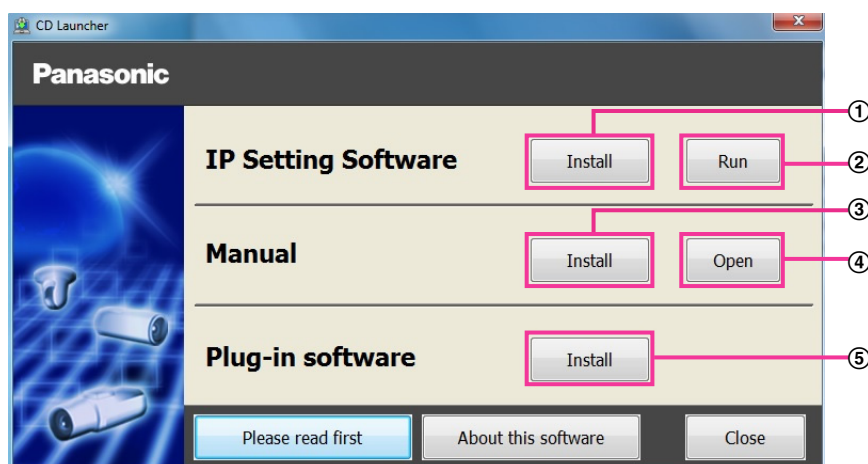 CD Launcher
X
Panasonic
IP Setting Software Install Run
①
②
Manual Install Open
③
④
Plug-in software Install
⑤
Please read first About this software Close